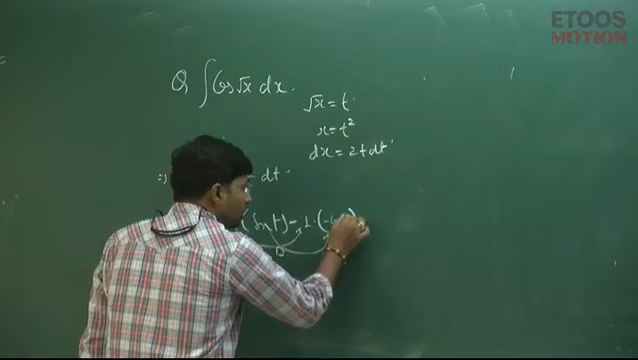 ETOOS
MOTION
Q ∫ Cos√x dx.
√x = t
x = t²
dx = 2t dt
dt.